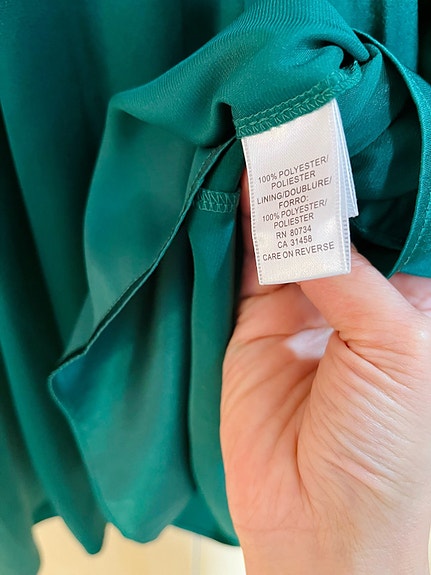 100% POLYESTER/
POLIESTER
LINING/DOUBLURE/
FORRO:
100% POLYESTER/
POLIESTER
RN 80734
CA 31458
CARE ON REVERSE